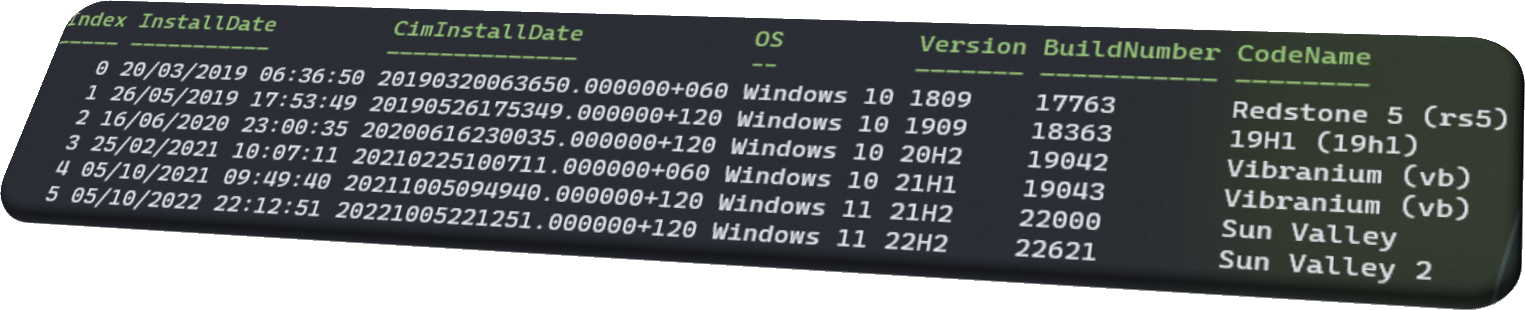 Index InstallDate CimInstallDate OS Version BuildNumber CodeName
----- ----------- -------------- -- ------- ----------- --------
0 20/03/2019 06:36:50 20190320063650.000000+060 Windows 10 1809 17763 Redstone 5 (rs5)
1 26/05/2019 17:53:49 201905261753​49.000000+120 Windows 10 1909 18363 19H1 (19h1)
2 16/06/2020 23:00:35 20200616230035.000000+120 Windows 10 20H2 19042 Vibranium (vb)
3 25/02/2021 10:07:11 20210225100711.000000+060 Windows 10 21H1 19043 Vibranium (vb)
4 05/10/2021 09:49:40 20211005094940.000000+120 Windows 11 21H2 22000 Sun Valley
5 05/10/2022 22:12:51 20221005221251.000000+120 Windows 11 22H2 22621 Sun Valley 2